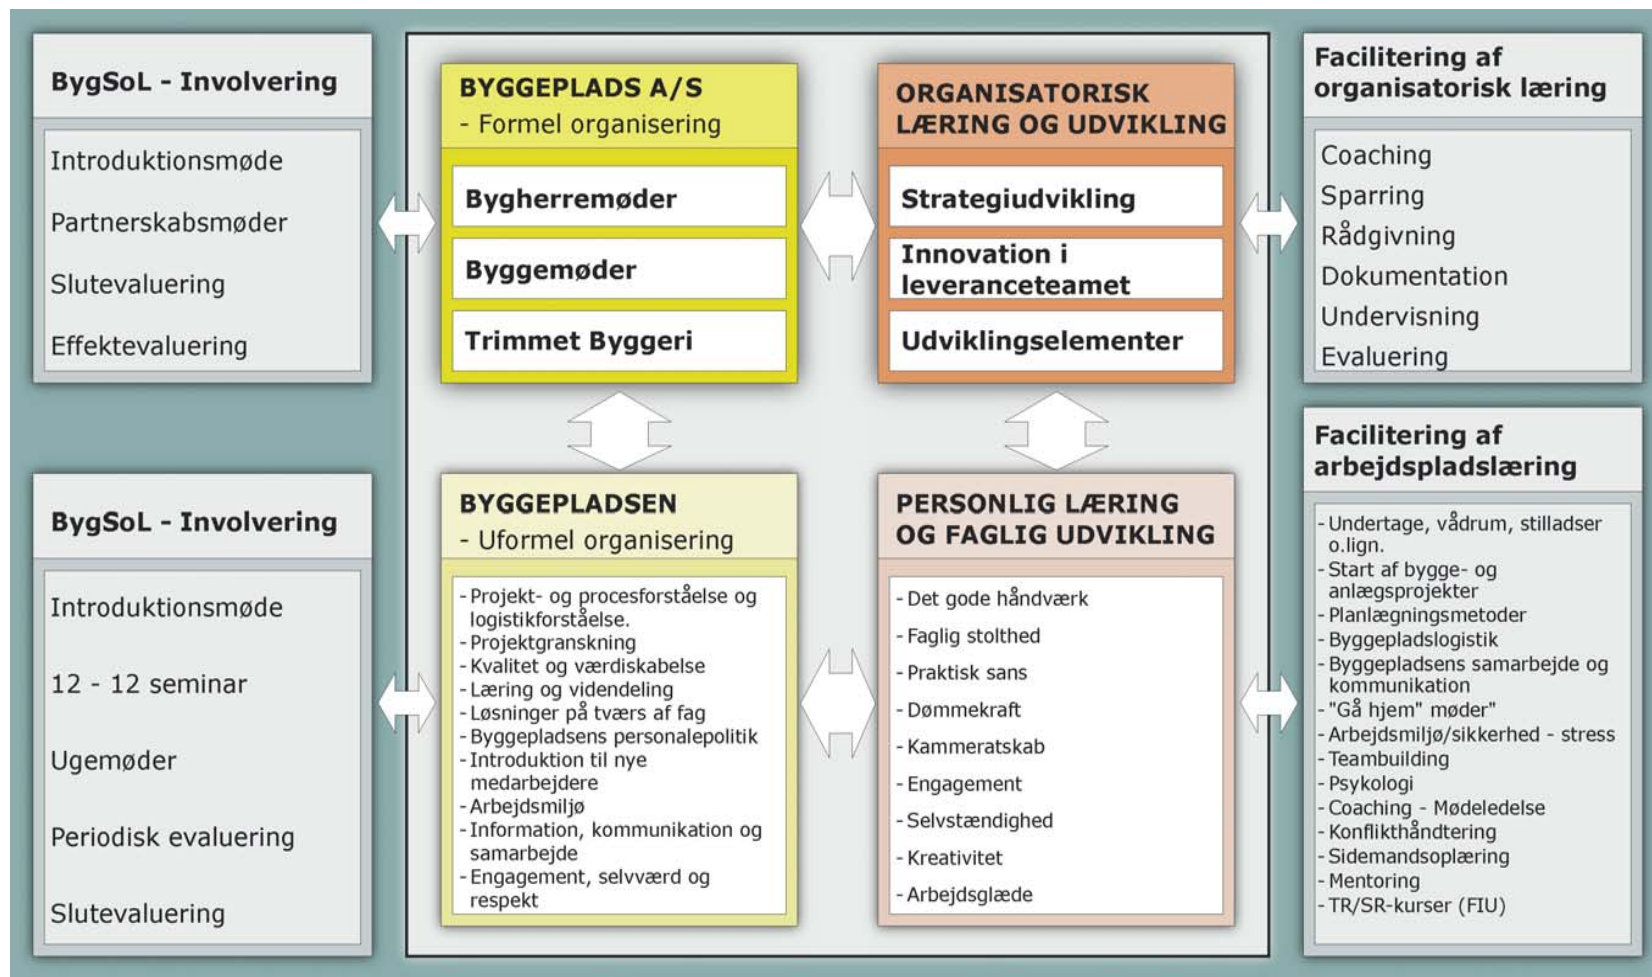 BygSoL - Involvering
Introduktionsmøde
Partnerskabsmøder
Slutevaluering
Effektevaluering
BYGGEPLADS A/S
- Formel organisering
Bygherremøder
Byggemøder
Trimmet Byggeri
ORGANISATORISK
LÆRING OG UDVIKLING
Strategiudvikling
Innovation i
leveranceteamet
Udviklingselementer
Facilitering af
organisatorisk læring
Coaching
Sparring
Rådgivning
Dokumentation
Undervisning
Evaluering
BygSoL - Involvering
Introduktionsmøde
12 - 12 seminar
Ugemøder
Periodisk evaluering
Slutevaluering
BYGGEPLADSEN
- Uformel organisering
- Projekt- og procesforståelse og
logistikforståelse.
- Projektgranskning
- Kvalitet og værdiskabelse
- Læring og videndeling
- Løsninger på tværs af fag
- Byggepladsens personalepolitik
- Introduktion til nye
medarbejdere
- Arbejdsmiljø
- Information, kommunikation og
samarbejde
- Engagement, selvværd og
respekt
PERSONLIG LÆRING
OG FAGLIG UDVIKLING
- Det gode håndværk
- Faglig stolthed
- Praktisk sans
- Dømmekraft
- Kammeratskab
- Engagement
- Selvstændighed
- Kreativitet
- Arbejdsglæde
Facilitering af
arbejdspladslæring
- Undertage, vådrum, stilladser
o.lign.
- Start af bygge- og
anlægsprojekter
- Planlægningsmetoder
- Byggepladslogistik
- Byggepladsens samarbejde og
kommunikation
- "Gå hjem" møder"
- Arbejdsmiljø/sikkerhed - stress
- Teambuilding
- Psykologi
- Coaching - Mødeledelse
- Konflikthåndtering
- Sidemandsoplæring
- Mentoring
- TR/SR-kurser (FIU)